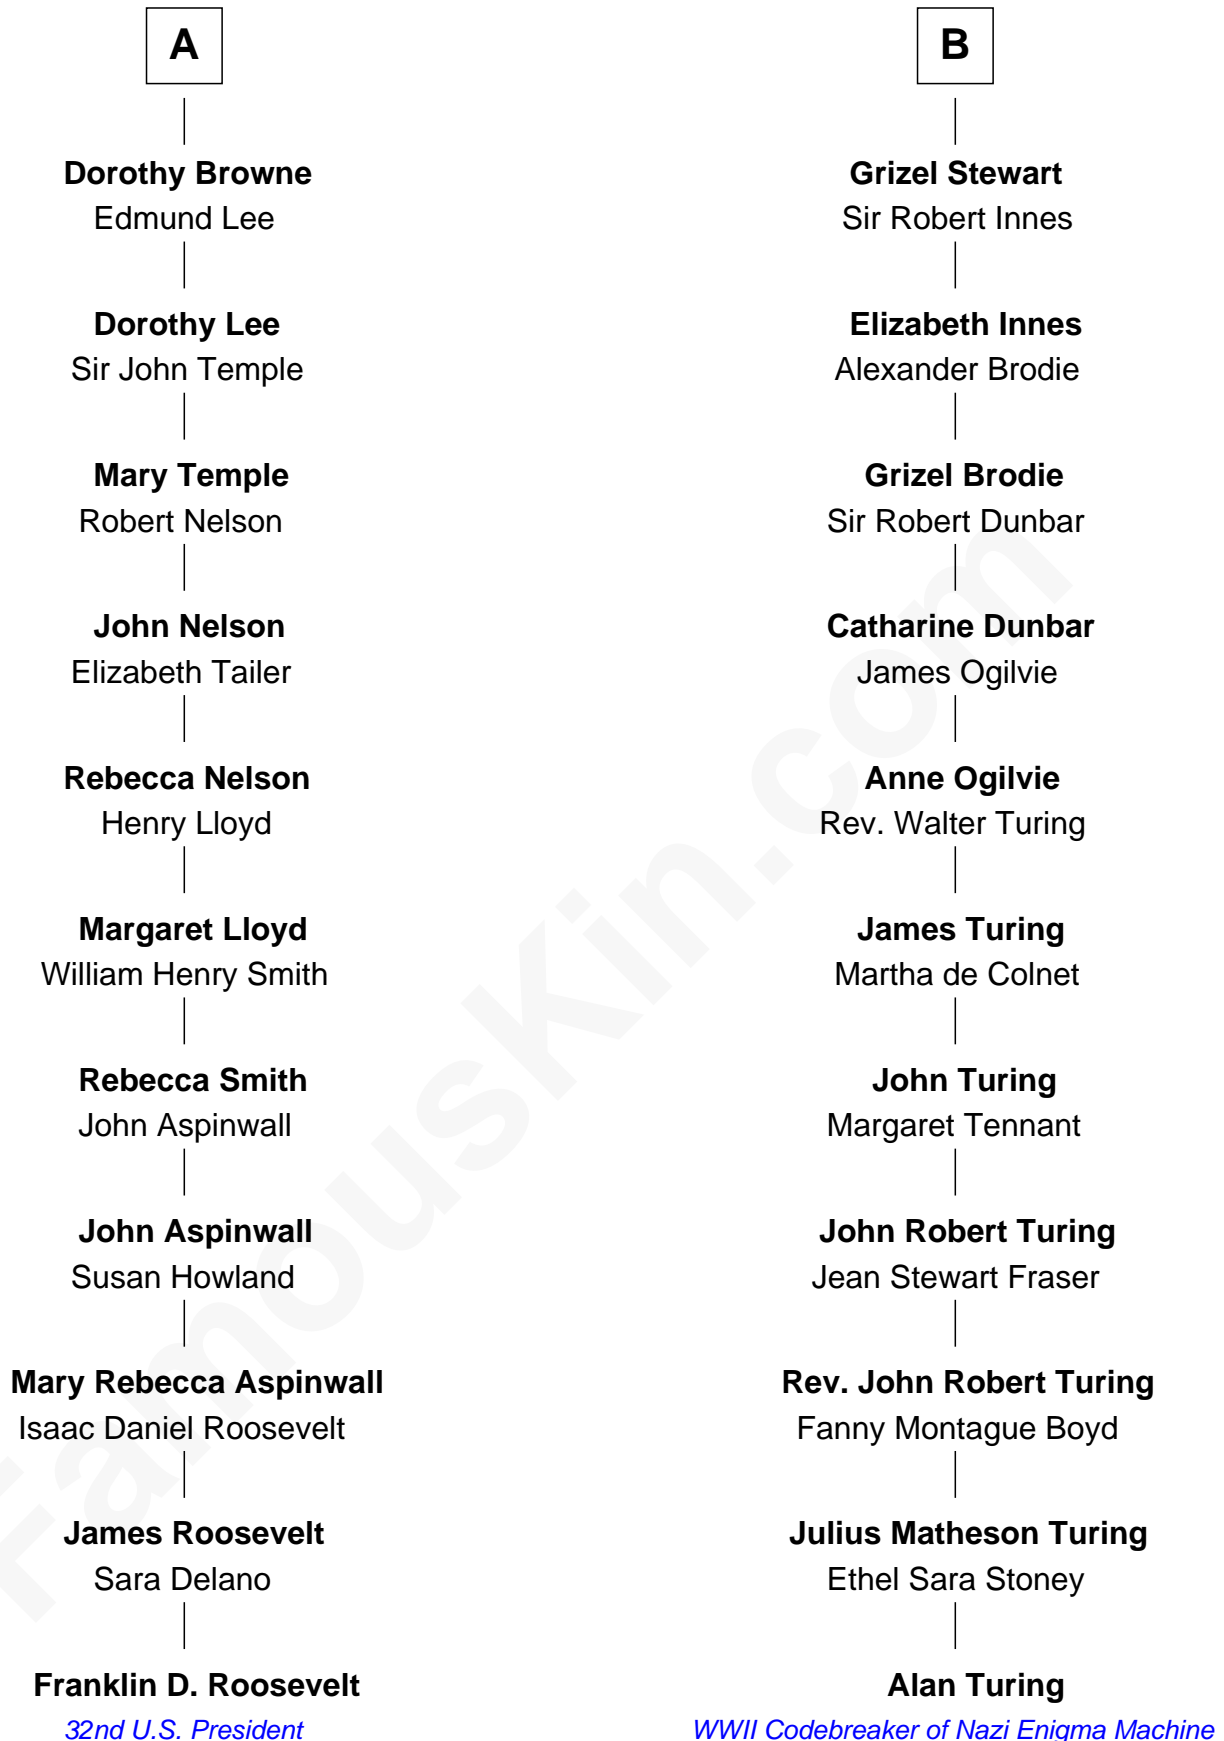 A
Dorothy Browne
Edmund Lee
Dorothy Lee
Sir John Temple
Mary Temple
Robert Nelson
John Nelson
Elizabeth Tailer
Rebecca Nelson
Henry Lloyd
Margaret Lloyd
William Henry Smith
Rebecca Smith
John Aspinwall
John Aspinwall
Susan Howland
Mary Rebecca Aspinwall
Isaac Daniel Roosevelt
James Roosevelt
Sara Delano
Franklin D. Roosevelt
32nd U.S. President
B
Grizel Stewart
Sir Robert Innes
Elizabeth Innes
Alexander Brodie
Grizel Brodie
Sir Robert Dunbar
Catharine Dunbar
James Ogilvie
Anne Ogilvie
Rev. Walter Turing
James Turing
Martha de Colnet
John Turing
Margaret Tennant
John Robert Turing
Jean Stewart Fraser
Rev. John Robert Turing
Fanny Montague Boyd
Julius Matheson Turing
Ethel Sara Stoney
Alan Turing
WWII Codebreaker of Nazi Enigma Machine
FamousKin.com